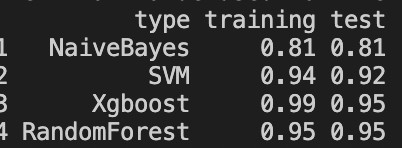 type training test
1 NaiveBayes 0.81 0.81
2 SVM 0.94 0.92
3 Xgboost 0.99 0.95
4 RandomForest 0.95 0.95